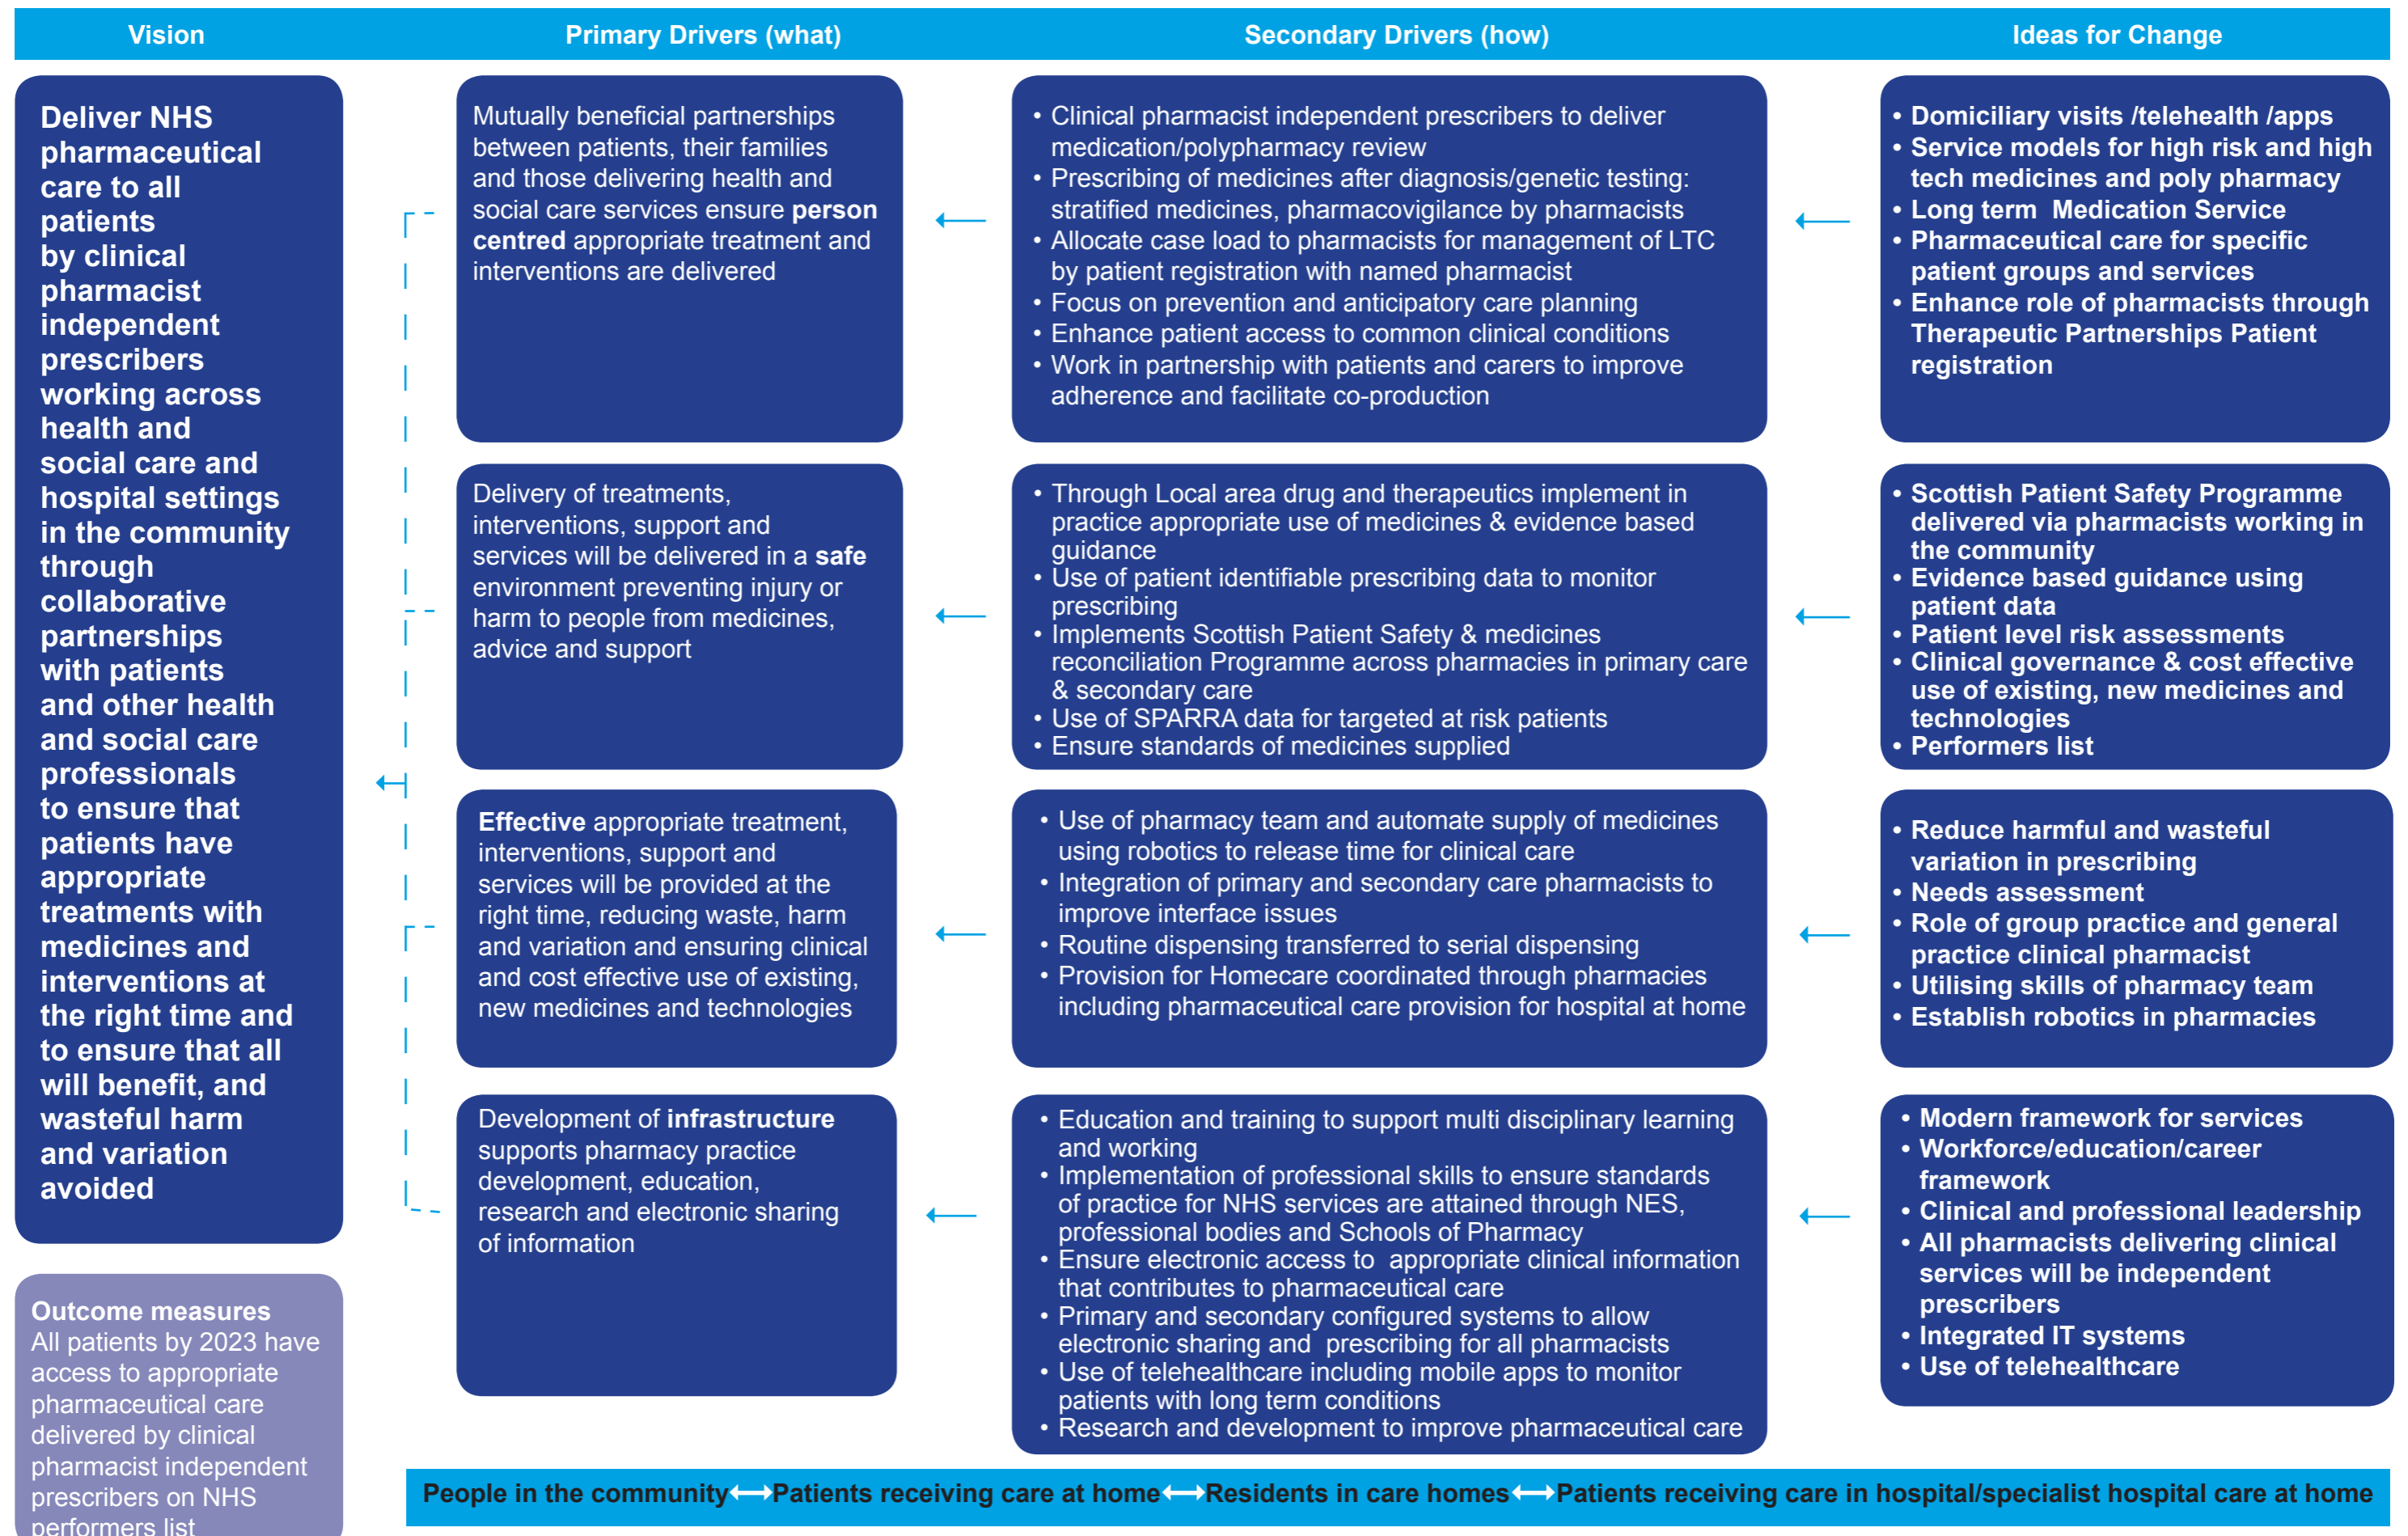 Vision
Primary Drivers (what)
Secondary Drivers (how)
Ideas for Change
Deliver NHS
pharmaceutical
care to all
patients
by clinical
pharmacist
independent
prescribers
working across
health and
social care and
hospital settings
in the community
through
collaborative
partnerships
with patients
and other health
and social care
professionals
to ensure that
patients have
appropriate
treatments with
medicines and
interventions at
the right time and
to ensure that all
will benefit, and
wasteful harm
and variation
avoided
Outcome measures
All patients by 2023 have
access to appropriate
pharmaceutical care
delivered by clinical
pharmacist independent
prescribers on NHS
performers list
Mutually beneficial partnerships
between patients, their families
and those delivering health and
social care services ensure person
centred appropriate treatment and
interventions are delivered
• Clinical pharmacist independent prescribers to deliver
medication/polypharmacy review
• Prescribing of medicines after diagnosis/genetic testing:
stratified medicines, pharmacovigilance by pharmacists
• Allocate case load to pharmacists for management of LTC
by patient registration with named pharmacist
• Focus on prevention and anticipatory care planning
• Enhance patient access to common clinical conditions
• Work in partnership with patients and carers to improve
adherence and facilitate co-production
• Domiciliary visits /telehealth /apps
• Service models for high risk and high
tech medicines and poly pharmacy
• Long term Medication Service
• Pharmaceutical care for specific
patient groups and services
• Enhance role of pharmacists through
Therapeutic Partnerships Patient
registration
Delivery of treatments,
interventions, support and
services will be delivered in a safe
environment preventing injury or
harm to people from medicines,
advice and support
• Through Local area drug and therapeutics implement in
practice appropriate use of medicines & evidence based
guidance
• Use of patient identifiable prescribing data to monitor
prescribing
• Implements Scottish Patient Safety & medicines
reconciliation Programme across pharmacies in primary care
& secondary care
• Use of SPARRA data for targeted at risk patients
• Ensure standards of medicines supplied
• Scottish Patient Safety Programme
delivered via pharmacists working in
the community
• Evidence based guidance using
patient data
• Patient level risk assessments
• Clinical governance & cost effective
use of existing, new medicines and
technologies
• Performers list
Effective appropriate treatment,
interventions, support and
services will be provided at the
right time, reducing waste, harm
and variation and ensuring clinical
and cost effective use of existing,
new medicines and technologies
• Use of pharmacy team and automate supply of medicines
using robotics to release time for clinical care
• Integration of primary and secondary care pharmacists to
improve interface issues
• Routine dispensing transferred to serial dispensing
• Provision for Homecare coordinated through pharmacies
including pharmaceutical care provision for hospital at home
• Reduce harmful and wasteful
variation in prescribing
• Needs assessment
• Role of group practice and general
practice clinical pharmacist
• Utilising skills of pharmacy team
• Establish robotics in pharmacies
Development of infrastructure
supports pharmacy practice
development, education,
research and electronic sharing
of information
• Education and training to support multi disciplinary learning
and working
• Implementation of professional skills to ensure standards
of practice for NHS services are attained through NES,
professional bodies and Schools of Pharmacy
• Ensure electronic access to appropriate clinical information
that contributes to pharmaceutical care
• Primary and secondary configured systems to allow
electronic sharing and prescribing for all pharmacists
• Use of telehealthcare including mobile apps to monitor
patients with long term conditions
• Research and development to improve pharmaceutical care
• Modern framework for services
• Workforce/education/career
framework
• Clinical and professional leadership
• All pharmacists delivering clinical
services will be independent
prescribers
• Integrated IT systems
• Use of telehealthcare
People in the community⟷Patients receiving care at home⟷Residents in care homes⟷Patients receiving care in hospital/specialist hospital care at home